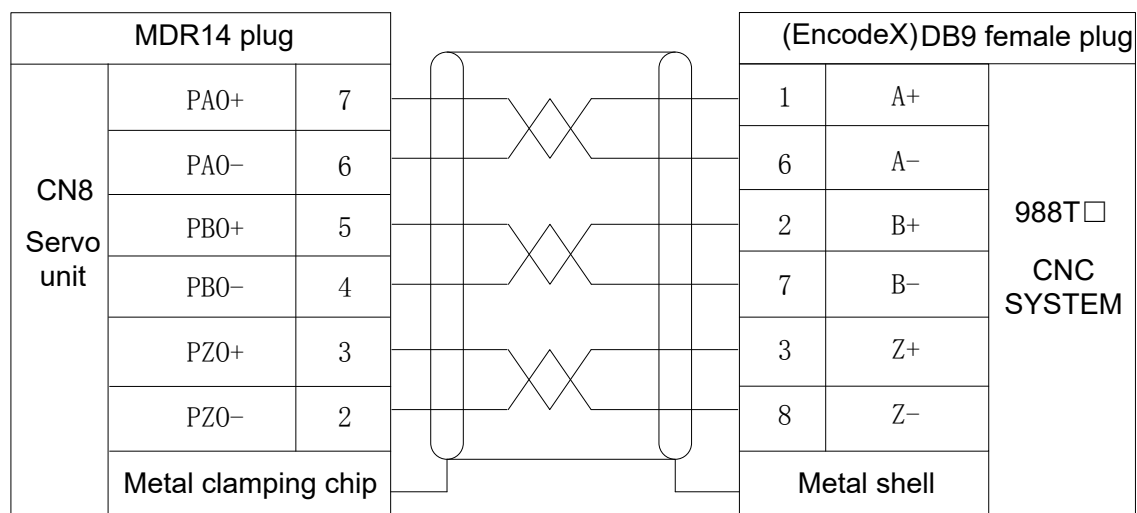 MDR14 plug
(EncodeX)DB9 female plug
CN8
Servo
unit
PAO+ 7
PAO- 6
PBO+ 5
PBO- 4
PZO+ 3
PZO- 2
Metal clamping chip
1 A+
6 A-
2 B+
7 B-
3 Z+
8 Z-
Metal shell
988T□
CNC
SYSTEM